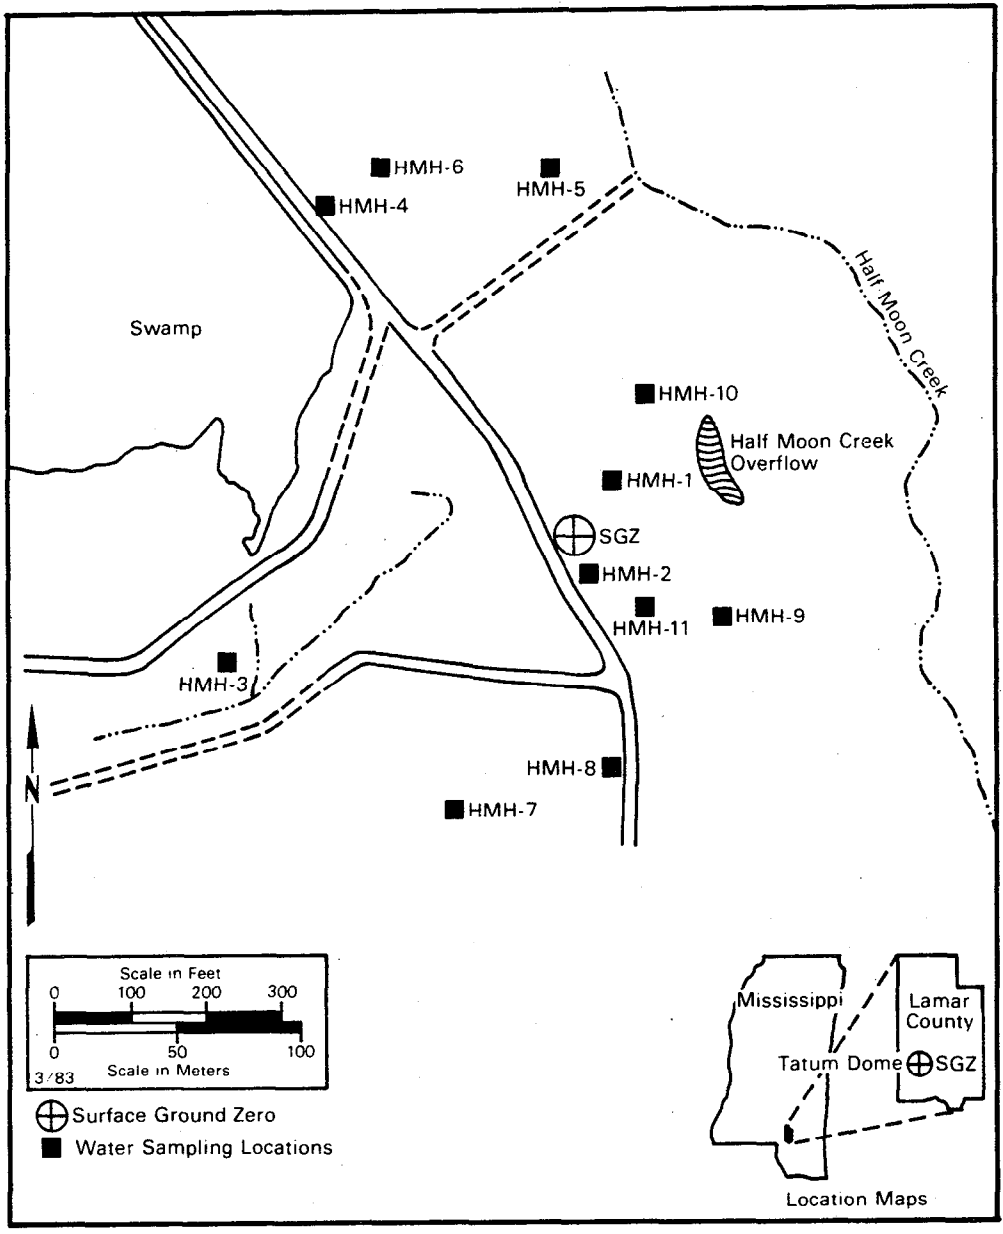 HMH-6
HMH-5
HMH-4
Half Moon Creek
Swamp
HMH-10
Half Moon Creek
Overflow
HMH-1
SGZ
HMH-2
HMH-11
HMH-9
HMH-3
HMH-8
N
HMH-7
Scale in Feet
0 100 200 300
0 50 100
Scale in Meters
3/83
Surface Ground Zero
Water Sampling Locations
Mississippi
Lamar
County
Tatum Dome
SGZ
Location Maps